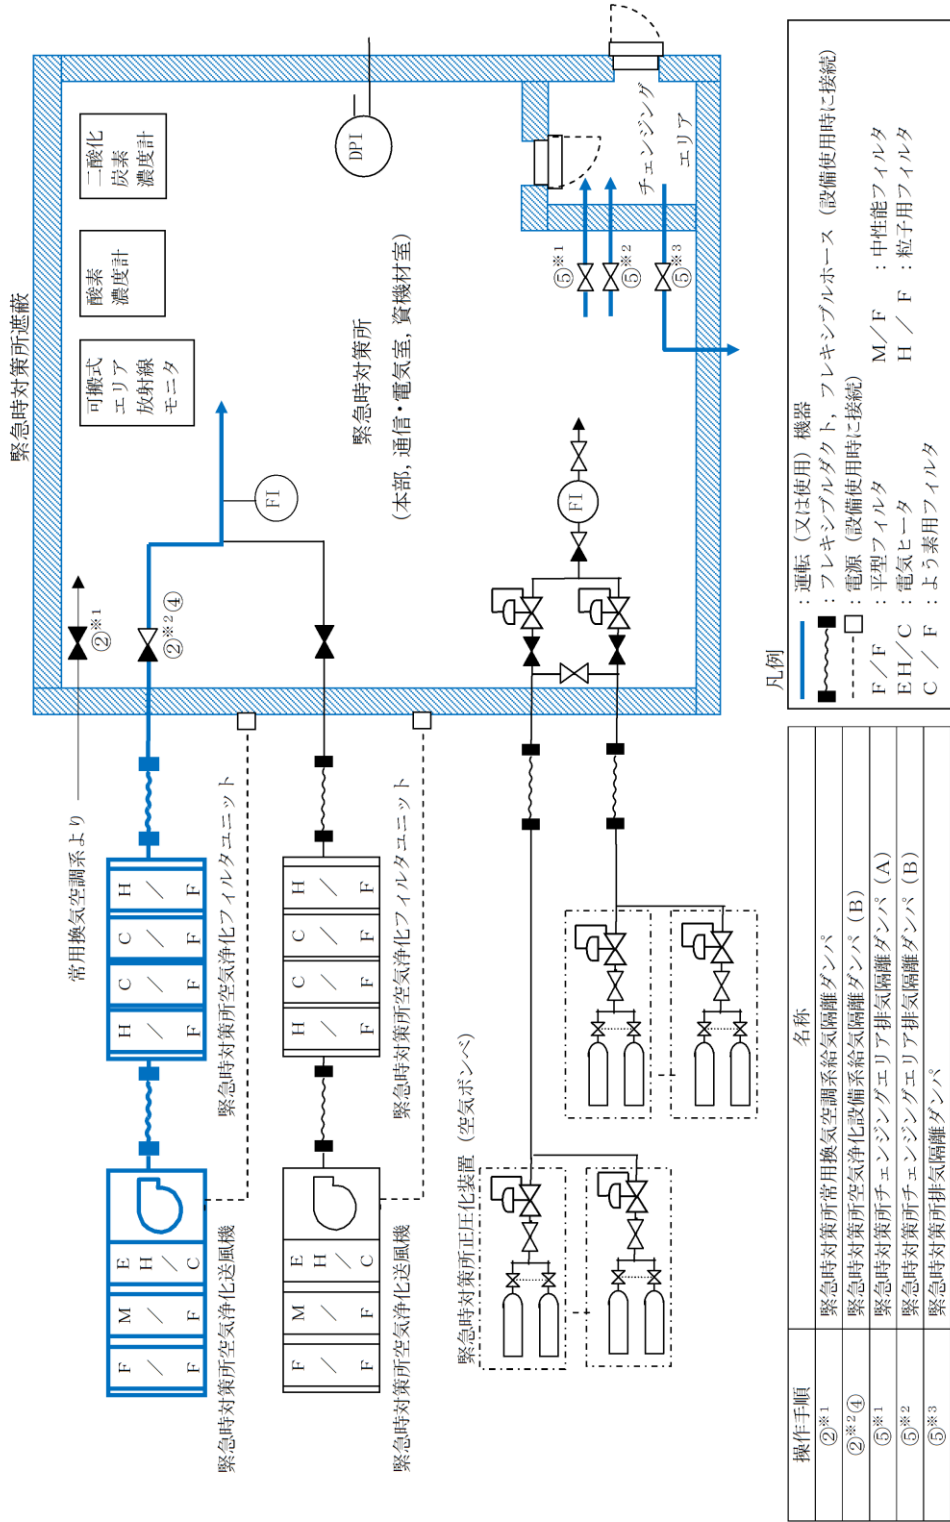 緊急時対策所遮蔽
二酸化
炭素
濃度計
酸素
濃度計
可搬式
エリア
放射線
モニタ
DPI
チェンジング
エリア
緊急時対策所
(本部, 通信・電気室, 資機材室)
FI
FI
⑤※1
⑤※2
⑤※3
②※1
②※2④
常用換気空調系より
F/F
M/F
EH/C
H/F
C/F
C/F
H/F
緊急時対策所空気浄化送風機
緊急時対策所空気浄化フィルタユニット
F/F
M/F
EH/C
H/F
C/F
C/F
H/F
緊急時対策所空気浄化送風機
緊急時対策所空気浄化フィルタユニット
緊急時対策所正圧化装置 (空気ボンベ)
凡例
:運転 (又は使用) 機器
:フレキシブルダクト, フレキシブルホース (設備使用時に接続)
:電源 (設備使用時に接続)
F/F :平型フィルタ M/F :中性能フィルタ
EH/C :電気ヒータ H/F :粒子用フィルタ
C/F :よう素用フィルタ
操作手順 名称
②※1 緊急時対策所常用換気空調系給気隔離ダンパ
②※2④ 緊急時対策所空気浄化設備系給気隔離ダンパ (B)
⑤※1 緊急時対策所チェンジングエリア排気隔離ダンパ (A)
⑤※2 緊急時対策所チェンジングエリア排気隔離ダンパ (B)
⑤※3 緊急時対策所排気隔離ダンパ